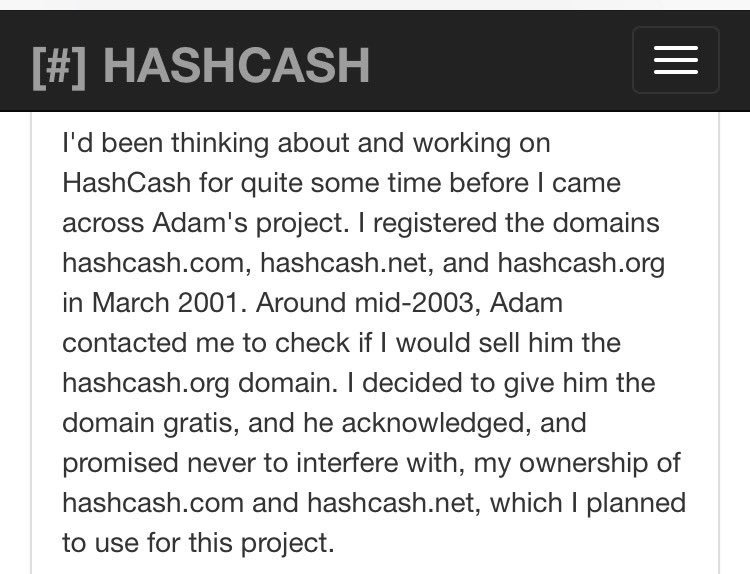 [#] HASHCASH
I'd been thinking about and working on
HashCash for quite some time before I came
across Adam's project. I registered the domains
hashcash.com, hashcash.net, and hashcash.org
in March 2001. Around mid-2003, Adam
contacted me to check if I would sell him the
hashcash.org domain. I decided to give him the
domain gratis, and he acknowledged, and
promised never to interfere with, my ownership of
hashcash.com and hashcash.net, which I planned
to use for this project.